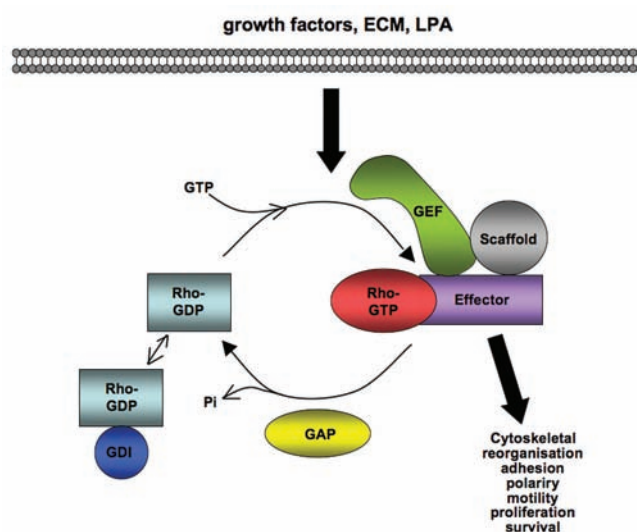 growth factors, ECM, LPA
GTP
GEF
Scaffold
Rho-
GDP
Rho-
GTP
Effector
Rho-
GDP
Pi
GDI
GAP
Cytoskeletal
reorganisation
adhesion
polariry
motility
proliferation
survival